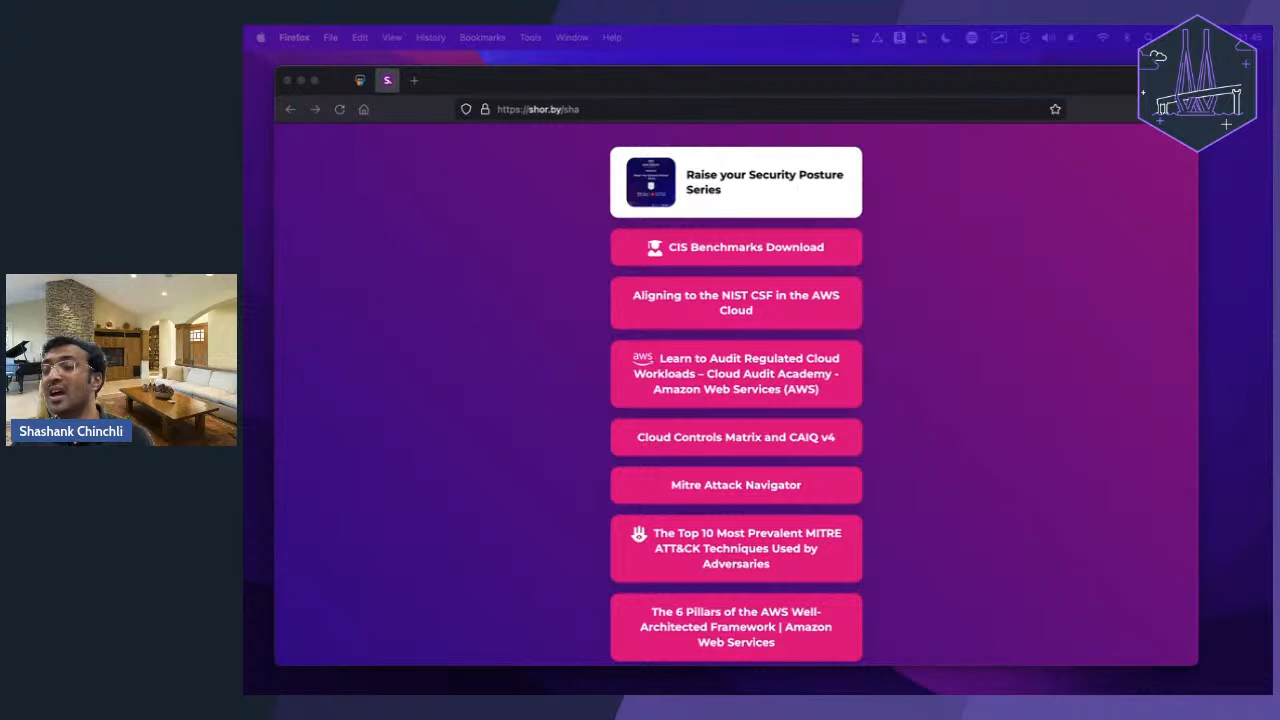 Firefox File Edit View History Bookmarks Tools Window Help
S.
https://shor.by/sha
Raise your Security Posture
Series
CIS Benchmarks Download
Aligning to the NIST CSF in the AWS
Cloud
aws Learn to Audit Regulated Cloud
Workloads – Cloud Audit Academy -
Amazon Web Services (AWS)
Cloud Controls Matrix and CAIQ v4
Mitre Attack Navigator
The Top 10 Most Prevalent MITRE
ATT&CK Techniques Used by
Adversaries
The 6 Pillars of the AWS Well-
Architected Framework | Amazon
Web Services
Shashank Chinchli